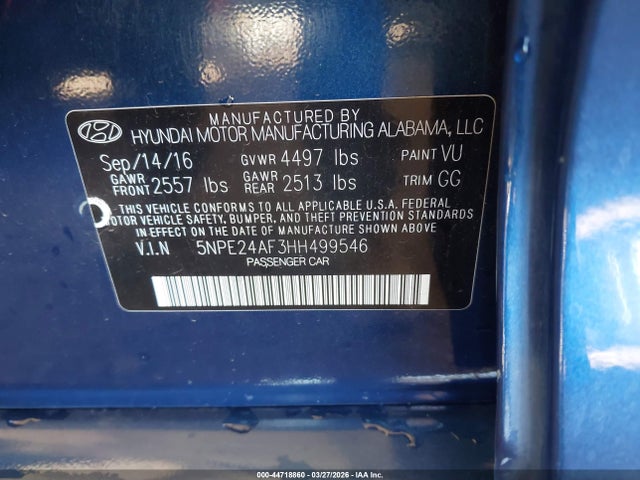 MANUFACTURED BY
HYUNDAI MOTOR MANUFACTURING ALABAMA, LLC
Sep/14/16 GVWR 4497 lbs PAINT VU
GAWR FRONT 2557 lbs GAWR REAR 2513 lbs TRIM GG
THIS VEHICLE CONFORMS TO ALL APPLICABLE U.S.A. FEDERAL
MOTOR VEHICLE SAFETY, BUMPER, AND THEFT PREVENTION
STANDARDS IN EFFECT ON THE DATE OF MANUFACTURE SHOWN ABOVE
V.I.N 5NPE24AF3HH499546
PASSENGER CAR
000-44718860 | 03/27/2026 | IAA Inc.